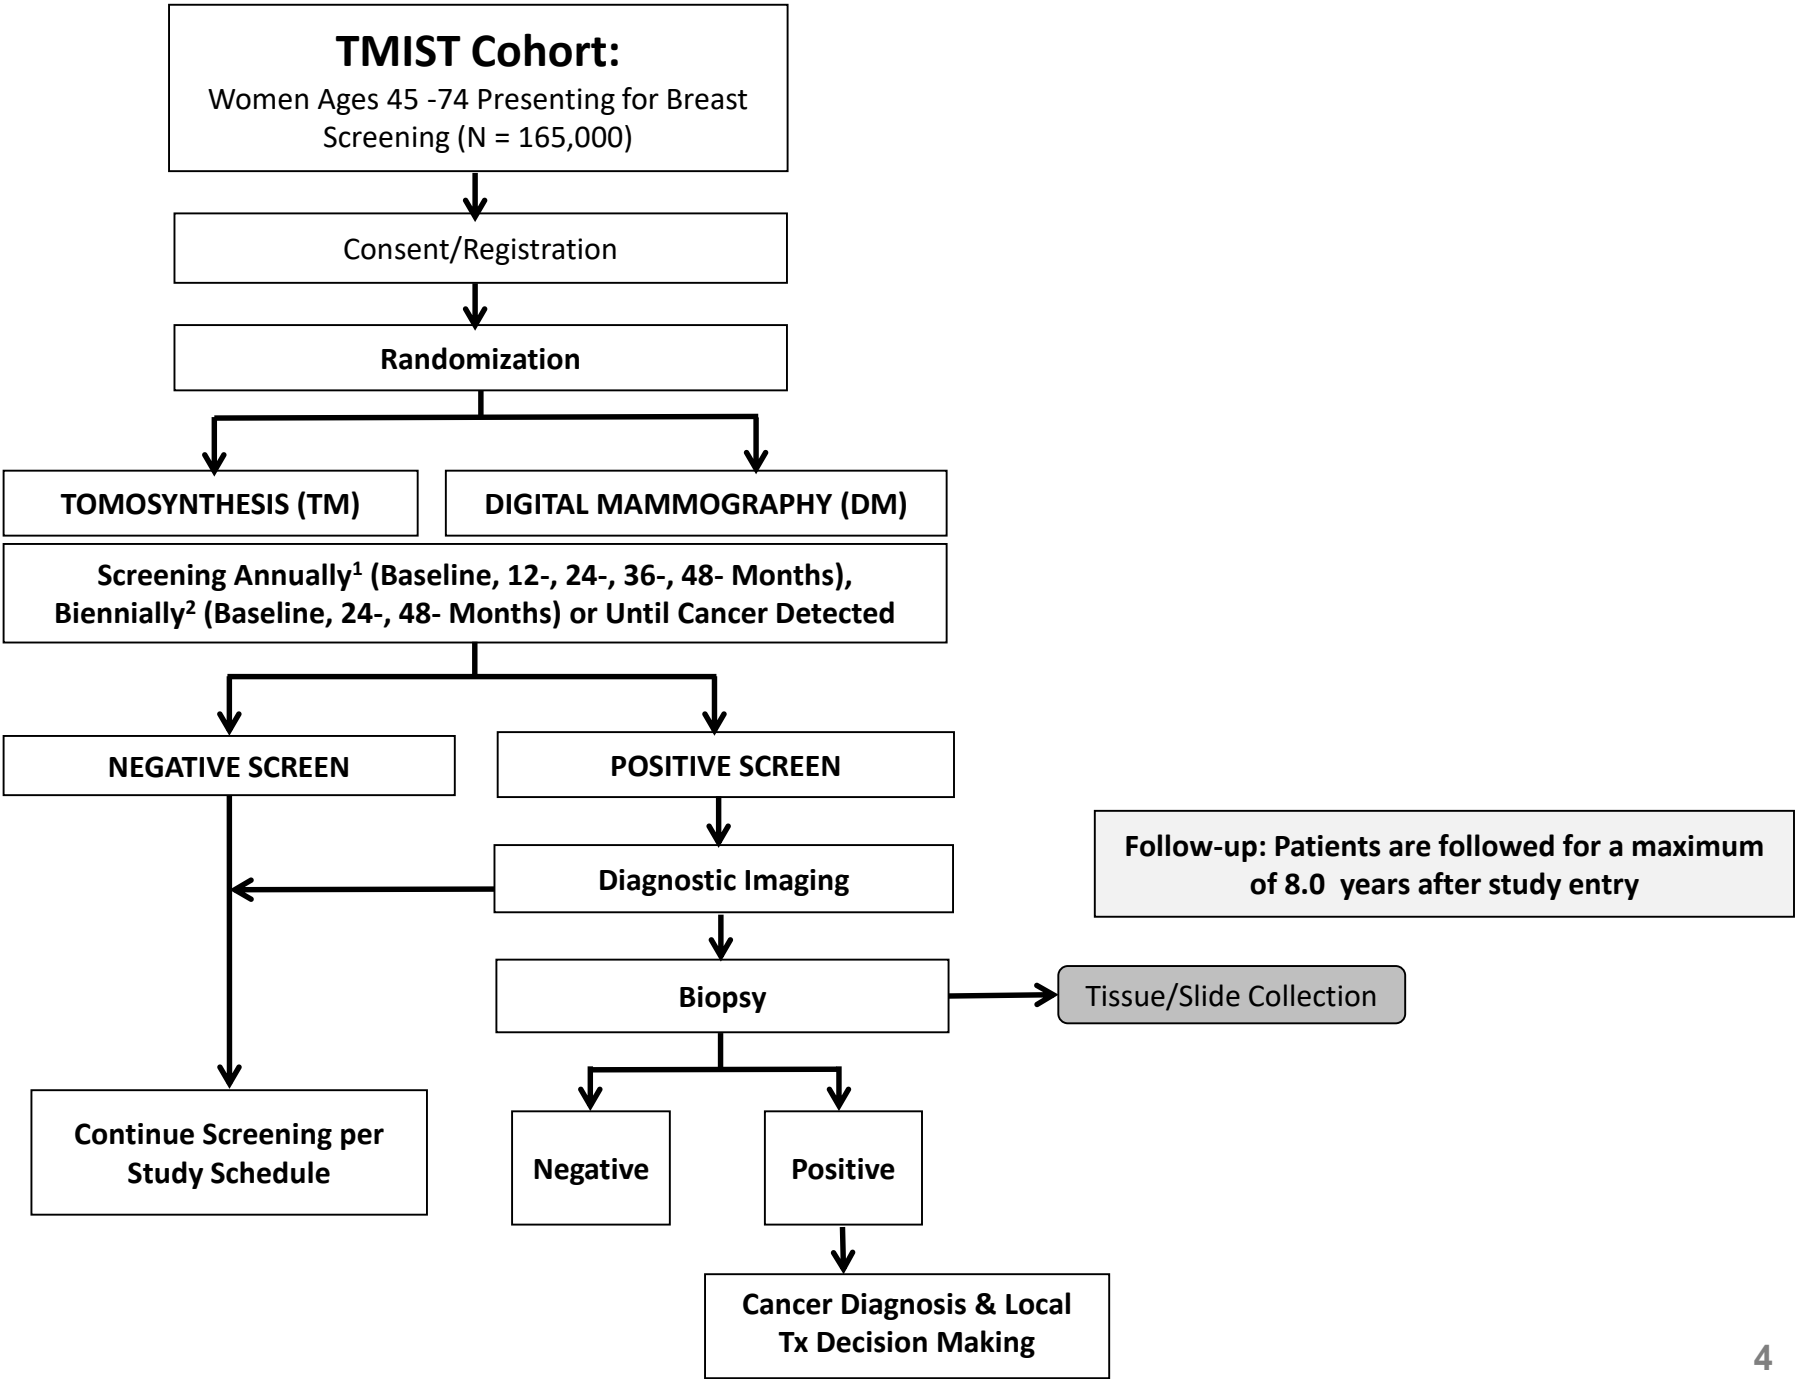 TMIST Cohort:
Women Ages 45 -74 Presenting for Breast
Screening (N = 165,000)
Consent/Registration
Randomization
TOMOSYNTHESIS (TM)
DIGITAL MAMMOGRAPHY (DM)
Screening Annually¹ (Baseline, 12-, 24-, 36-, 48- Months),
Biennially² (Baseline, 24-, 48- Months) or Until Cancer Detected
NEGATIVE SCREEN
POSITIVE SCREEN
Follow-up: Patients are followed for a maximum
of 8.0  years after study entry
Diagnostic Imaging
Biopsy
Tissue/Slide Collection
Continue Screening per
Study Schedule
Negative
Positive
Cancer Diagnosis & Local
Tx Decision Making
4